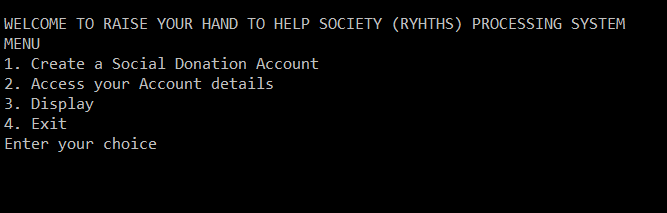 WELCOME TO RAISE YOUR HAND TO HELP SOCIETY (RYHTHS) PROCESSING SYSTEM
MENU
1. Create a Social Donation Account
2. Access your Account details
3. Display
4. Exit
Enter your choice